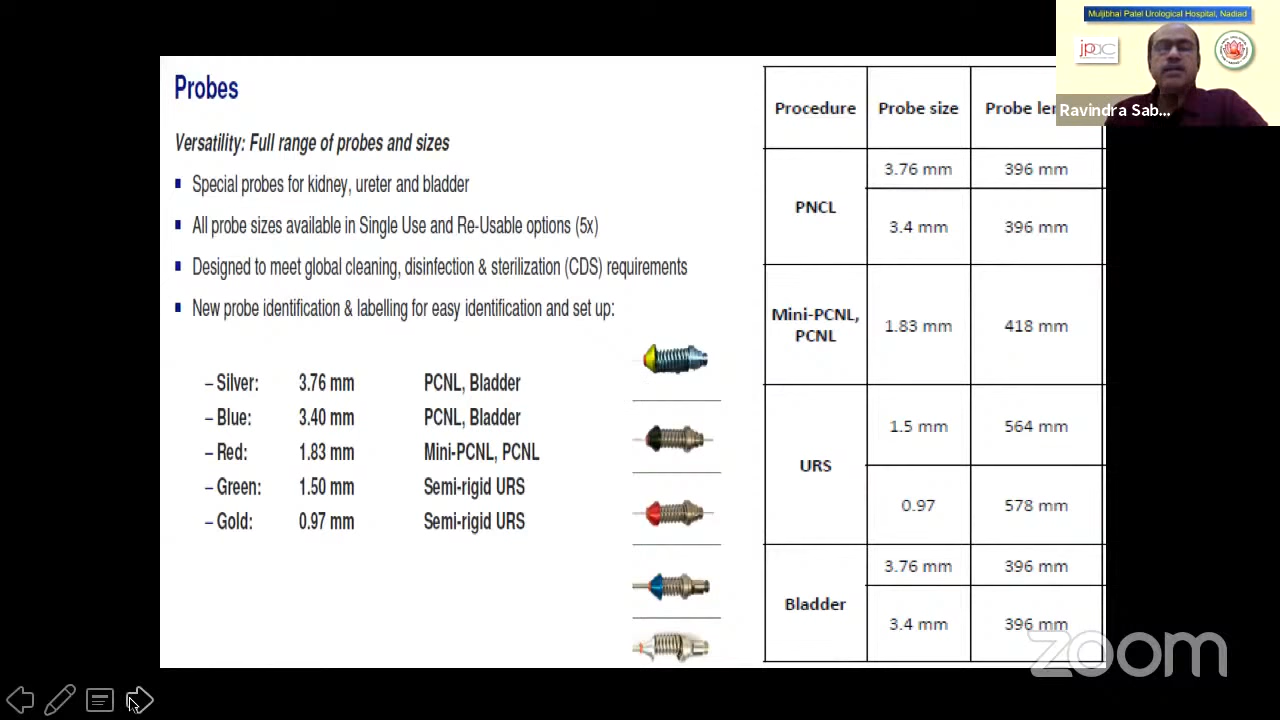 Probes
Versatility: Full range of probes and sizes
Special probes for kidney, ureter and bladder
All probe sizes available in Single Use and Re-Usable options (5x)
Designed to meet global cleaning, disinfection & sterilization (CDS) requirements
New probe identification & labelling for easy identification and set up:
– Silver: 3.76 mm PCNL, Bladder
– Blue: 3.40 mm PCNL, Bladder
– Red: 1.83 mm Mini-PCNL, PCNL
– Green: 1.50 mm Semi-rigid URS
– Gold: 0.97 mm Semi-rigid URS
Procedure Probe size Probe
PNCL
3.76 mm 396 mm
3.4 mm 396 mm
Mini-PCNL,
PCNL
1.83 mm 418 mm
URS
1.5 mm 564 mm
0.97 578 mm
Bladder
3.76 mm 396 mm
3.4 mm 396 mm
Muljibhai Patel Urological Hospital, Nadiad
jpac
Ravindra Sab...
zoom